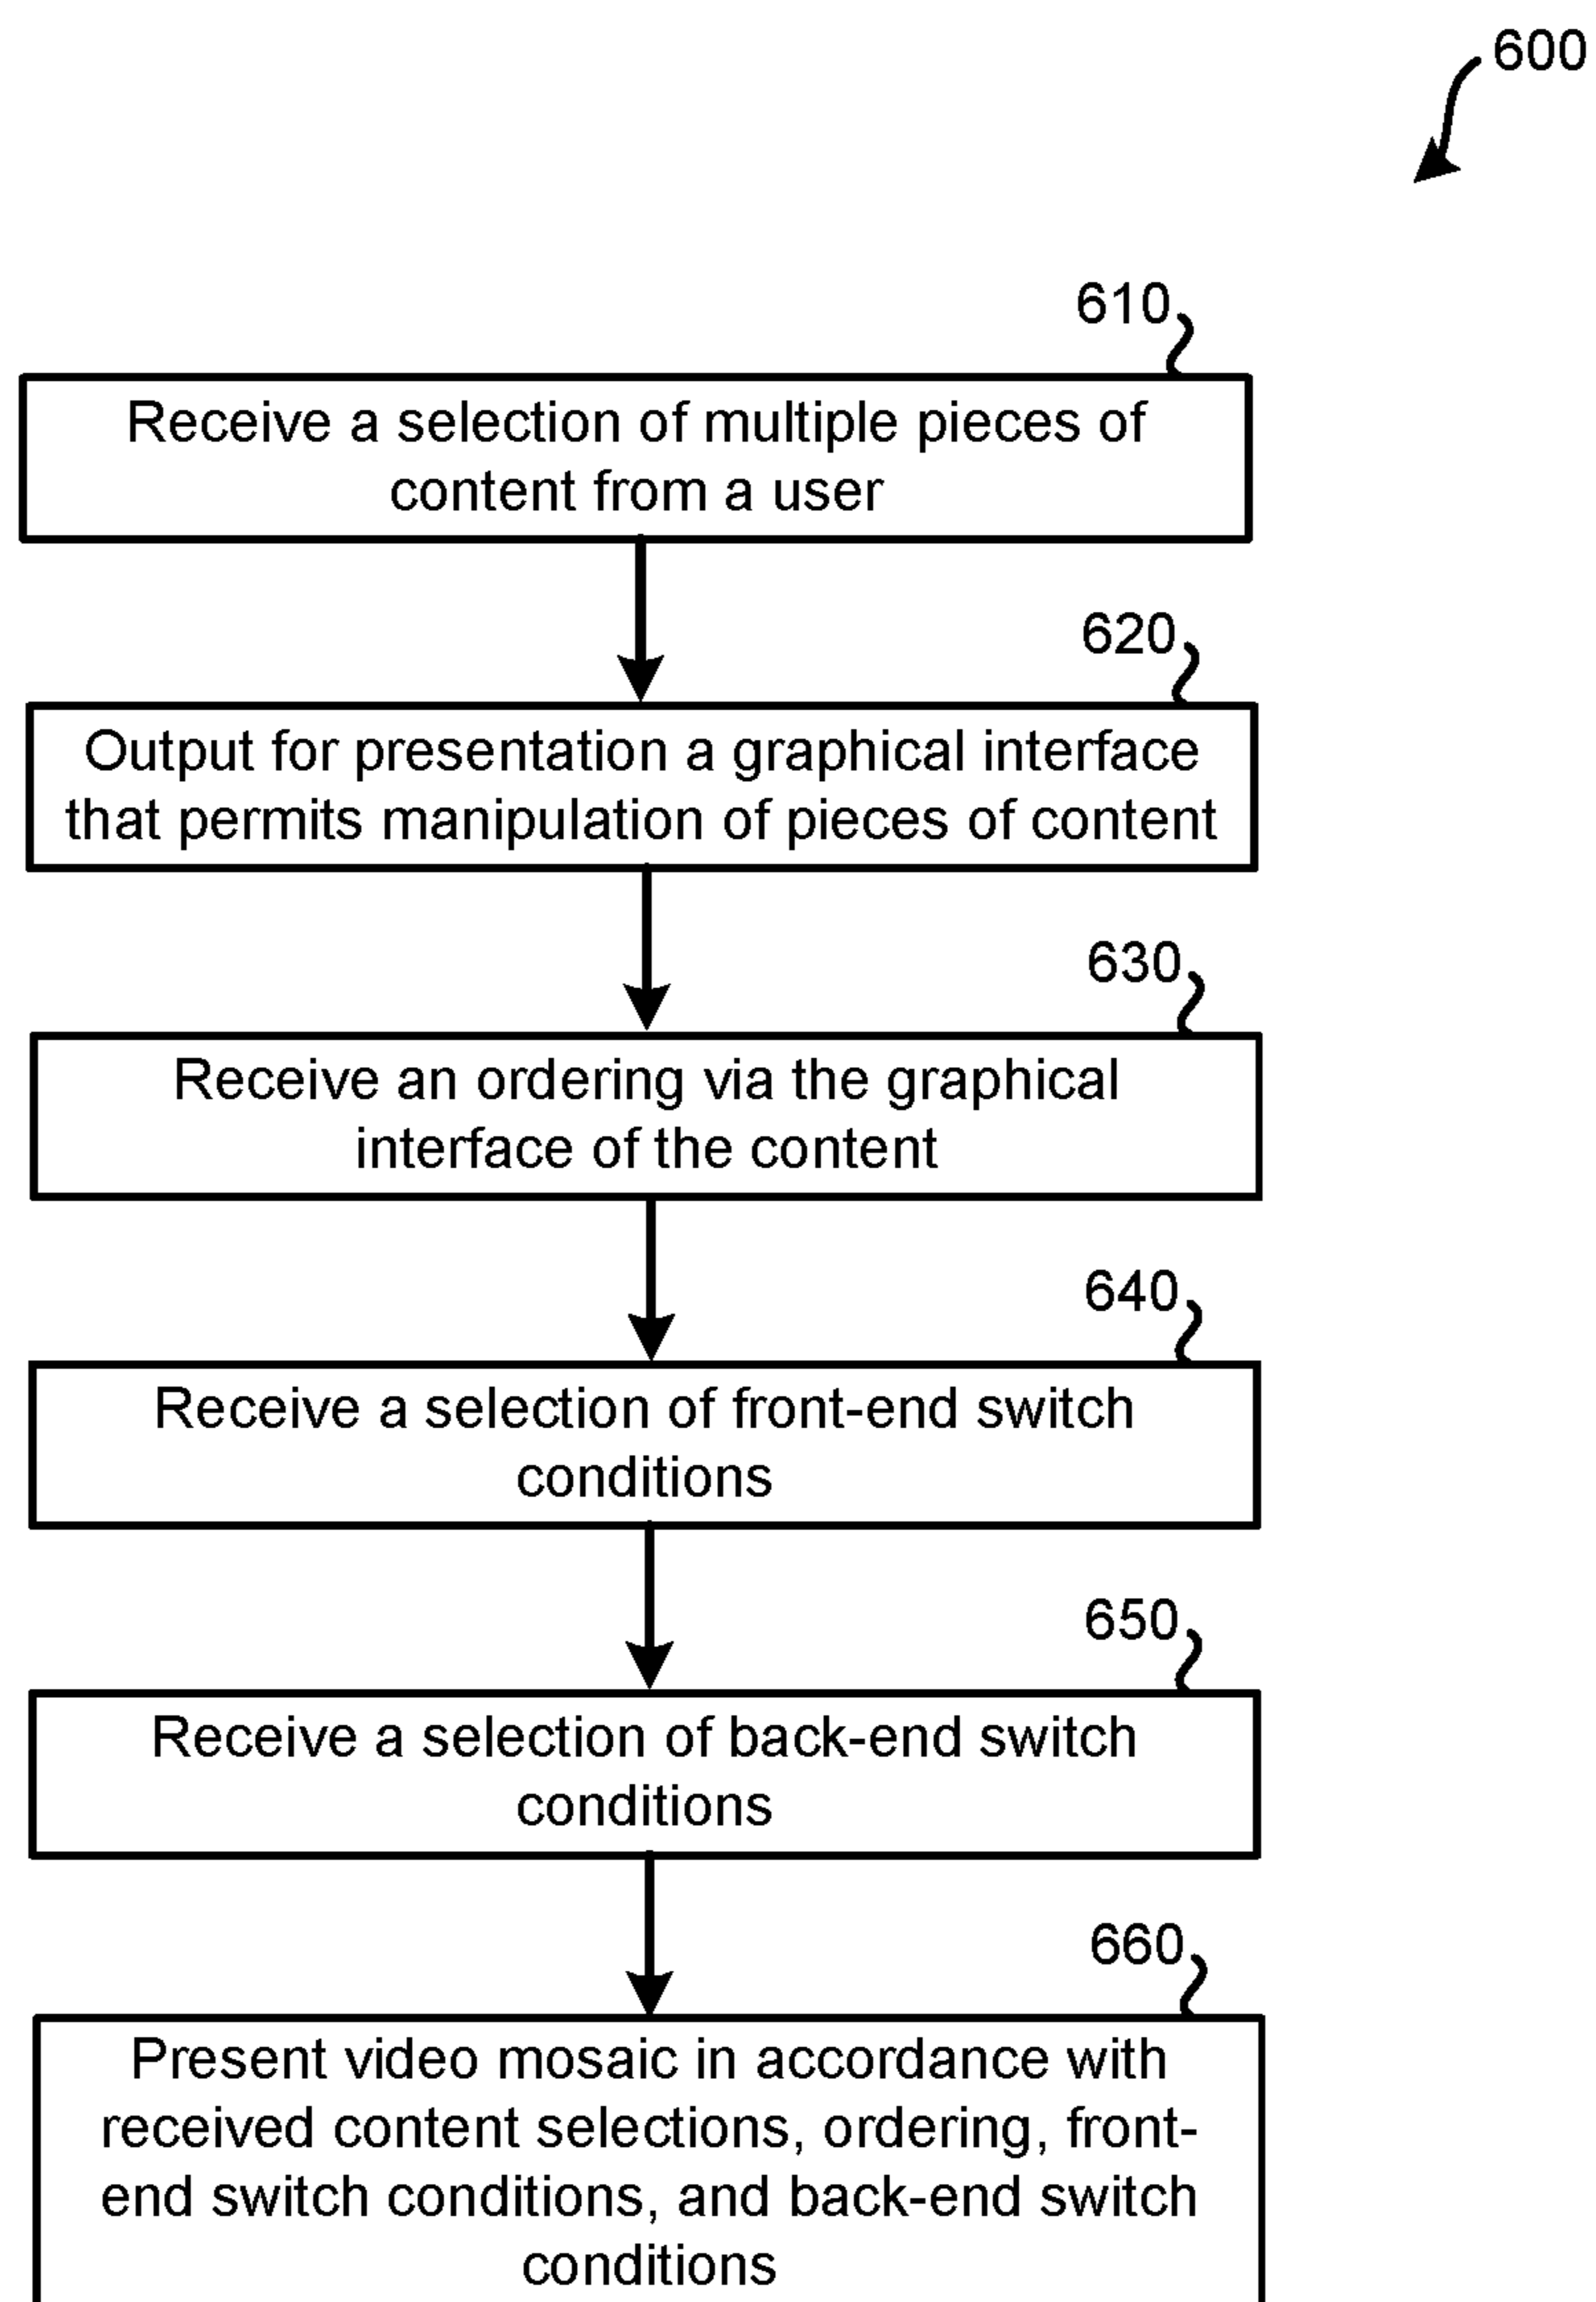 600
610
Receive a selection of multiple pieces of
content from a user
620
Output for presentation a graphical interface
that permits manipulation of pieces of content
630
Receive an ordering via the graphical
interface of the content
640
Receive a selection of front-end switch
conditions
650
Receive a selection of back-end switch
conditions
660
Present video mosaic in accordance with
received content selections, ordering, front-
end switch conditions, and back-end switch
conditions